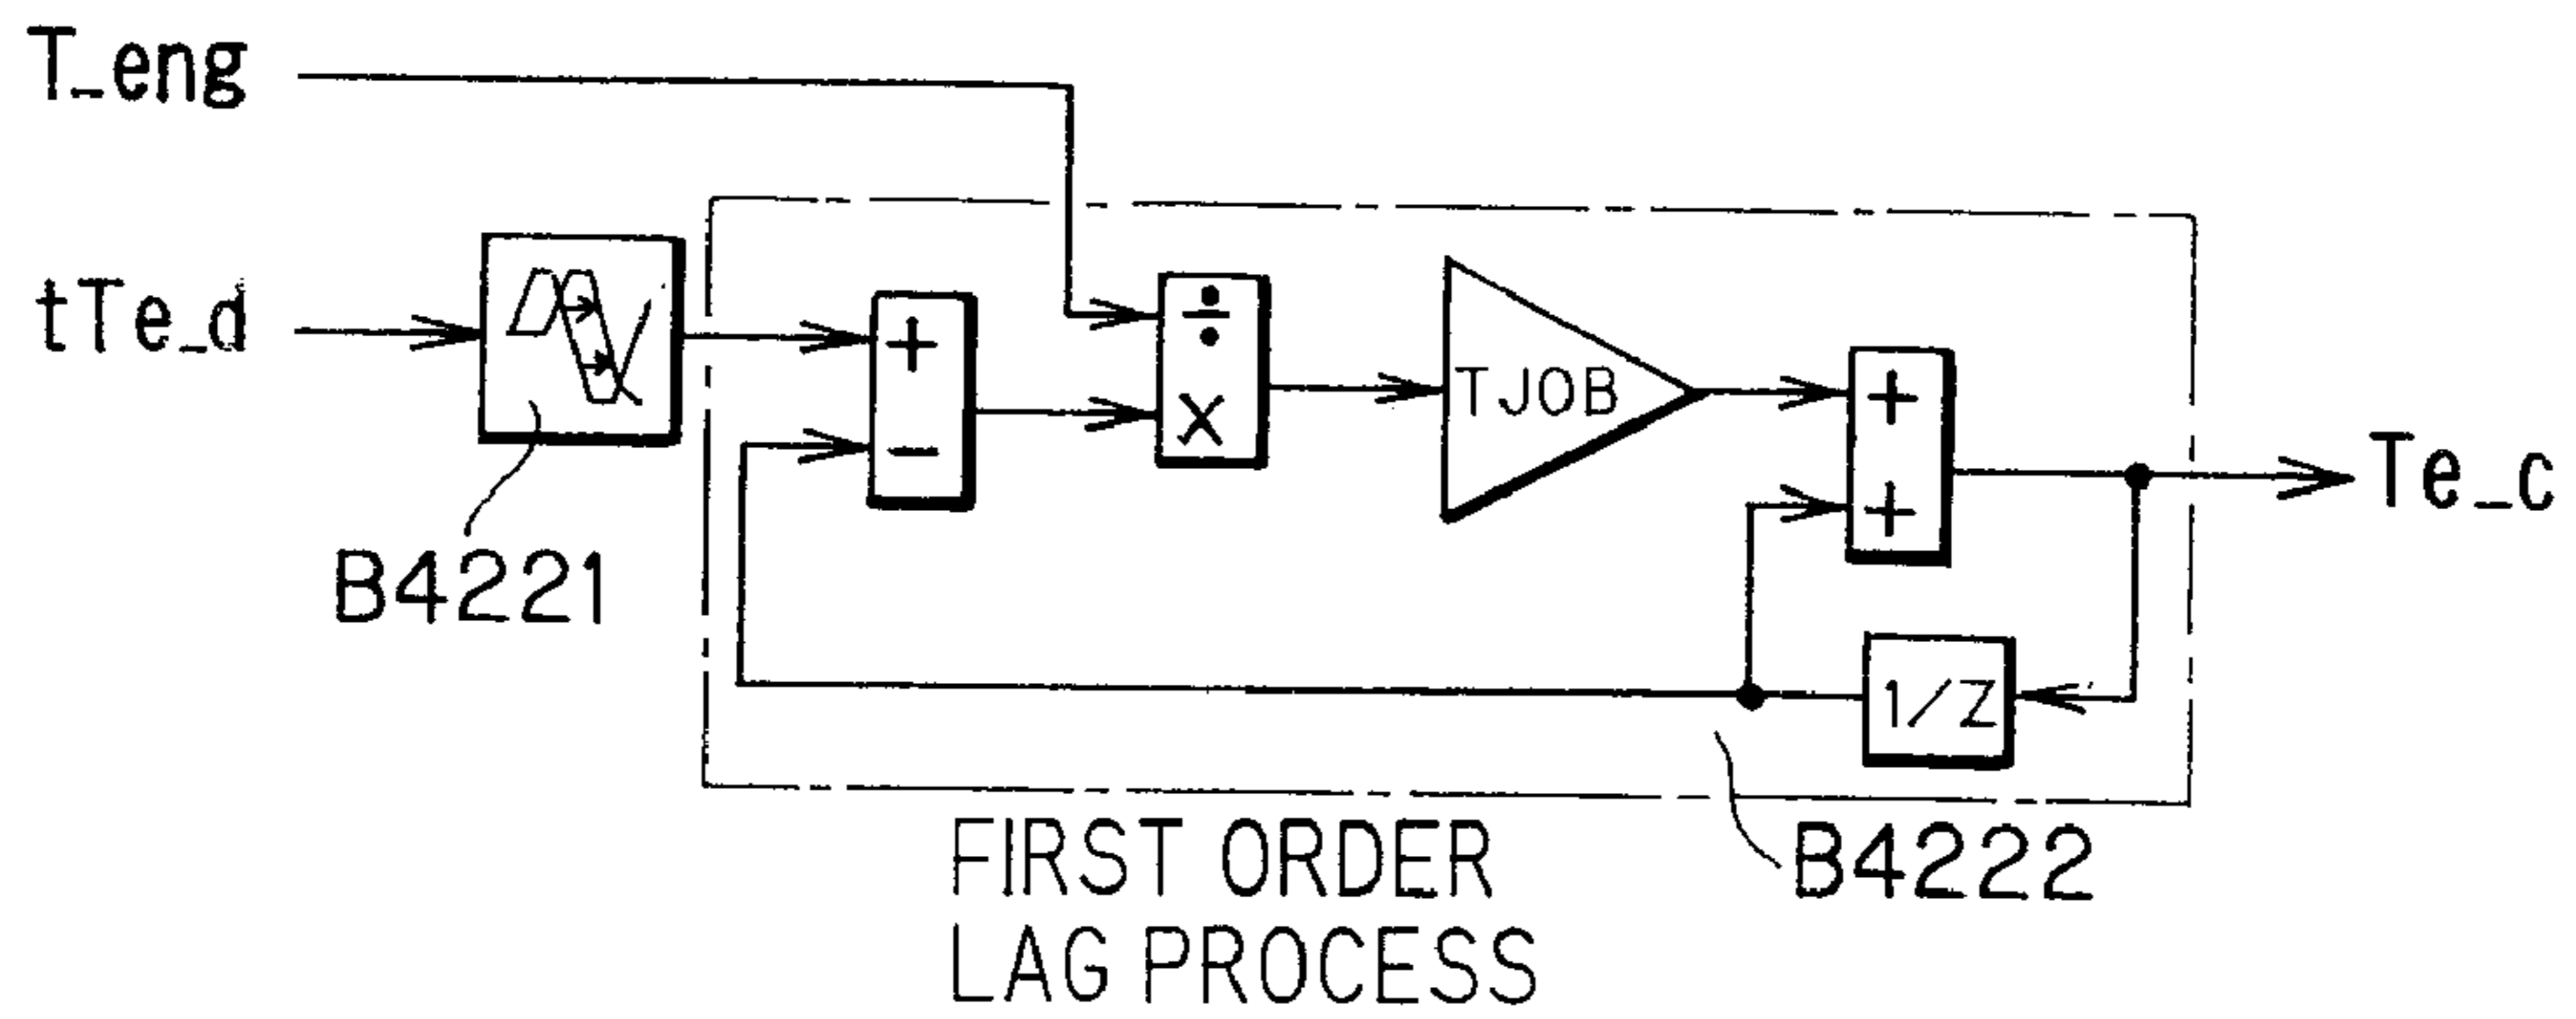 T_eng
tTe_d
+
−
÷
X
TJOB
+
+
Te_c
1/Z
B4221
B4222
FIRST ORDER
LAG PROCESS